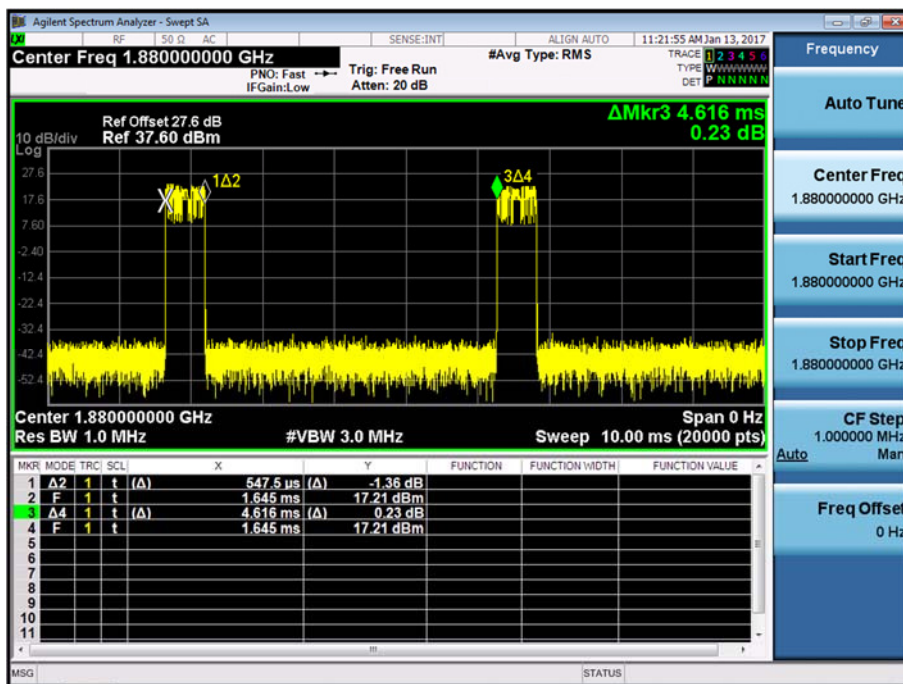 Agilent Spectrum Analyzer - Swept SA
LXI RF 50 Ω AC SENSE:INT ALIGN AUTO 11:21:55 AM Jan 13, 2017
Center Freq 1.880000000 GHz
#Avg Type: RMS
TRACE 1 2 3 4 5 6
TYPE WWWWWW
DET P N N N N N
PNO: Fast
IFGain:Low
Trig: Free Run
Atten: 20 dB
ΔMkr3 4.616 ms
0.23 dB
Ref Offset 27.6 dB
10 dB/div Ref 37.60 dBm
Log
27.6
17.6
7.60
-2.40
-12.4
-22.4
-32.4
-42.4
-52.4
X
1Δ2
3Δ4
Center 1.880000000 GHz Span 0 Hz
Res BW 1.0 MHz #VBW 3.0 MHz Sweep 10.00 ms (20000 pts)
MKR MODE TRC SCL X Y FUNCTION FUNCTION WIDTH FUNCTION VALUE
1 Δ2 1 t (Δ) 547.5 µs (Δ) -1.36 dB
2 F 1 t 1.645 ms 17.21 dBm
3 Δ4 1 t (Δ) 4.616 ms (Δ) 0.23 dB
4 F 1 t 1.645 ms 17.21 dBm
5
6
7
8
9
10
11
MSG STATUS
Frequency
Auto Tune
Center Freq
1.880000000 GHz
Start Freq
1.880000000 GHz
Stop Freq
1.880000000 GHz
CF Step
1.000000 MHz
Auto Man
Freq Offset
0 Hz